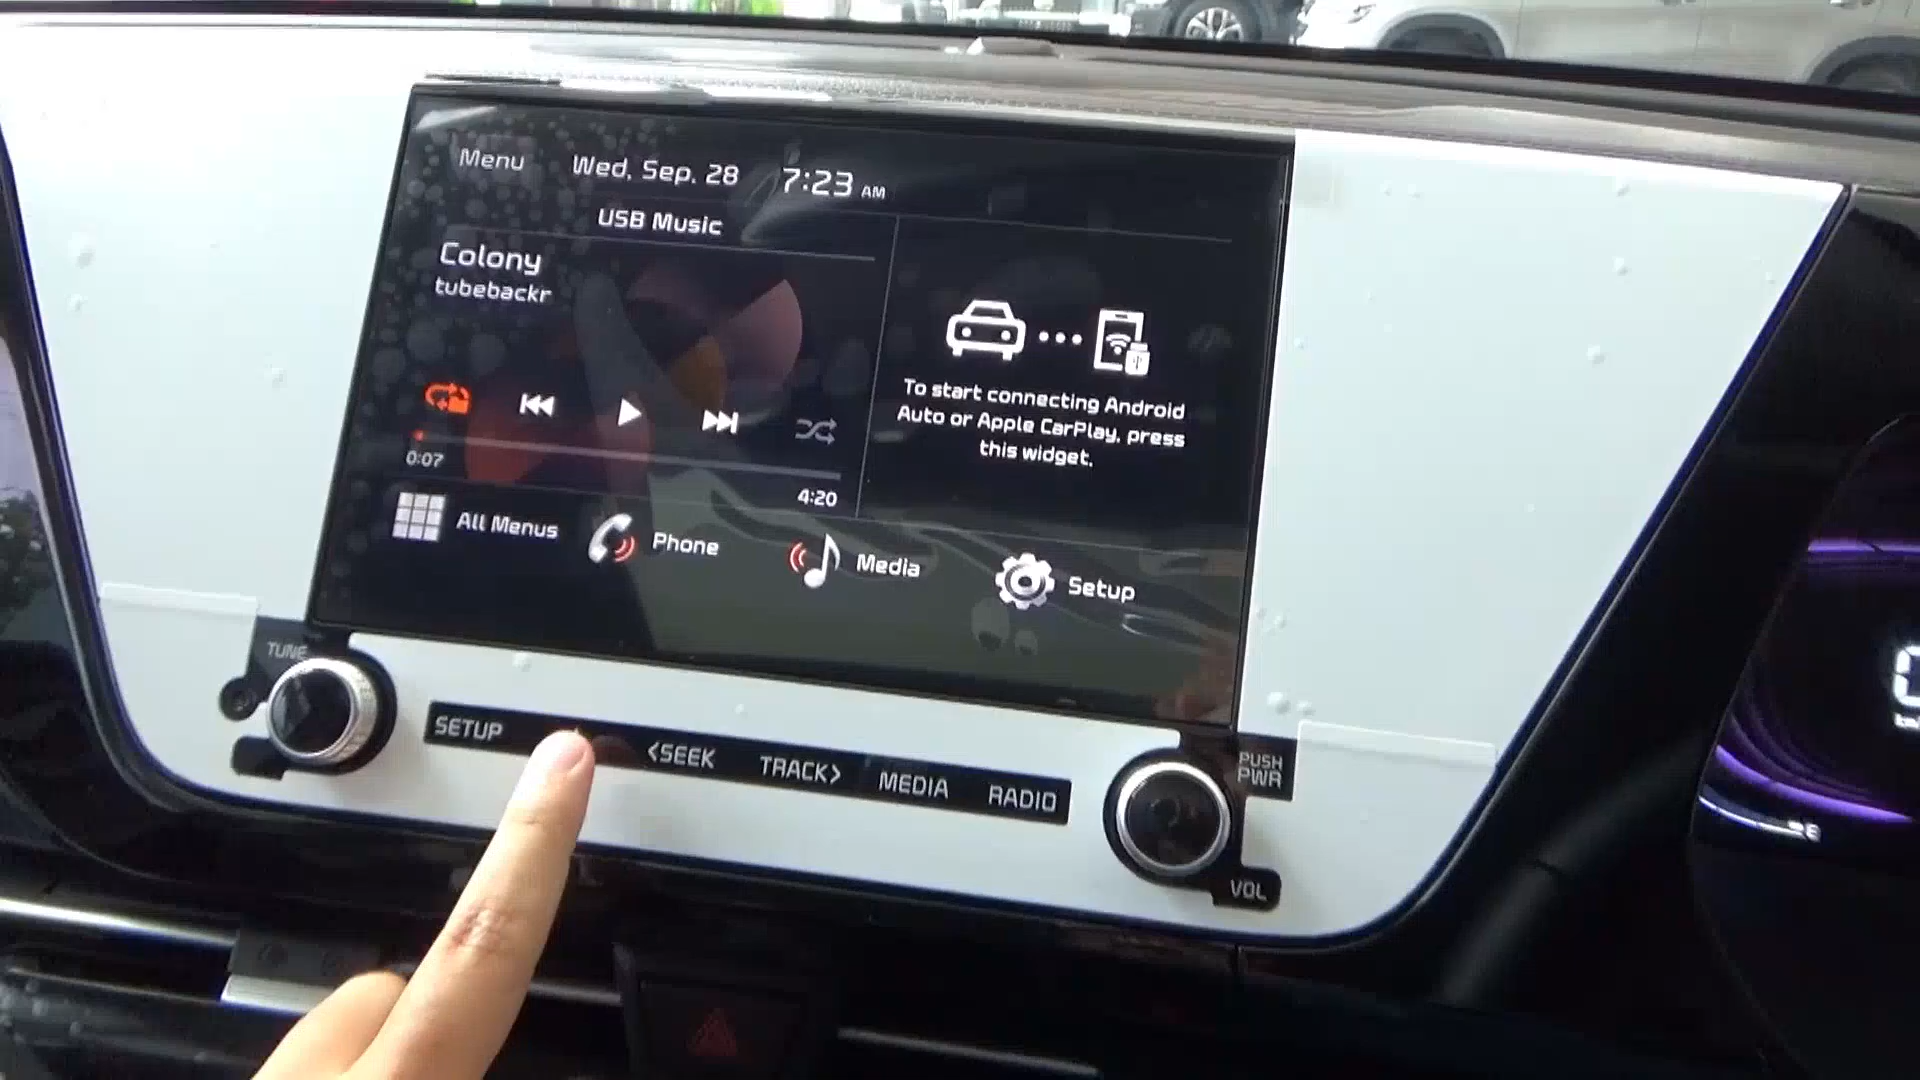 Menu Wed. Sep. 28 7:23 AM
USB Music
Colony
tubebackr
0:07
4:20
To start connecting Android
Auto or Apple CarPlay, press
this widget.
All Menus Phone Media Setup
TUNE
SETUP <SEEK TRACK> MEDIA RADIO
PUSH
PWR
VOL